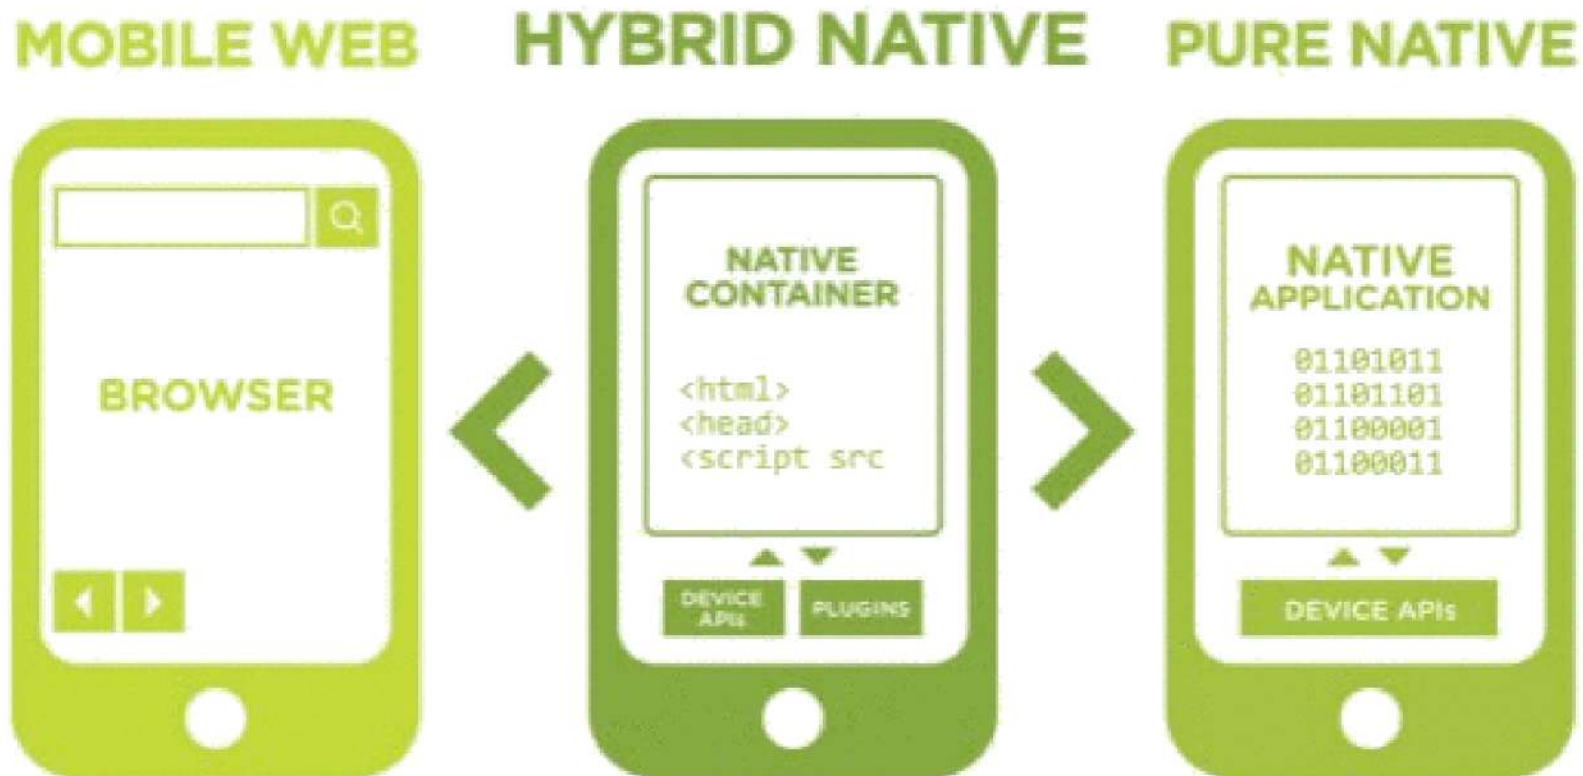 MOBILE WEB
HYBRID NATIVE
PURE NATIVE
BROWSER
NATIVE
CONTAINER
<html>
<head>
<script src
DEVICE
APIs
PLUGINS
NATIVE
APPLICATION
01101011
01101101
01100001
01100011
DEVICE APIs